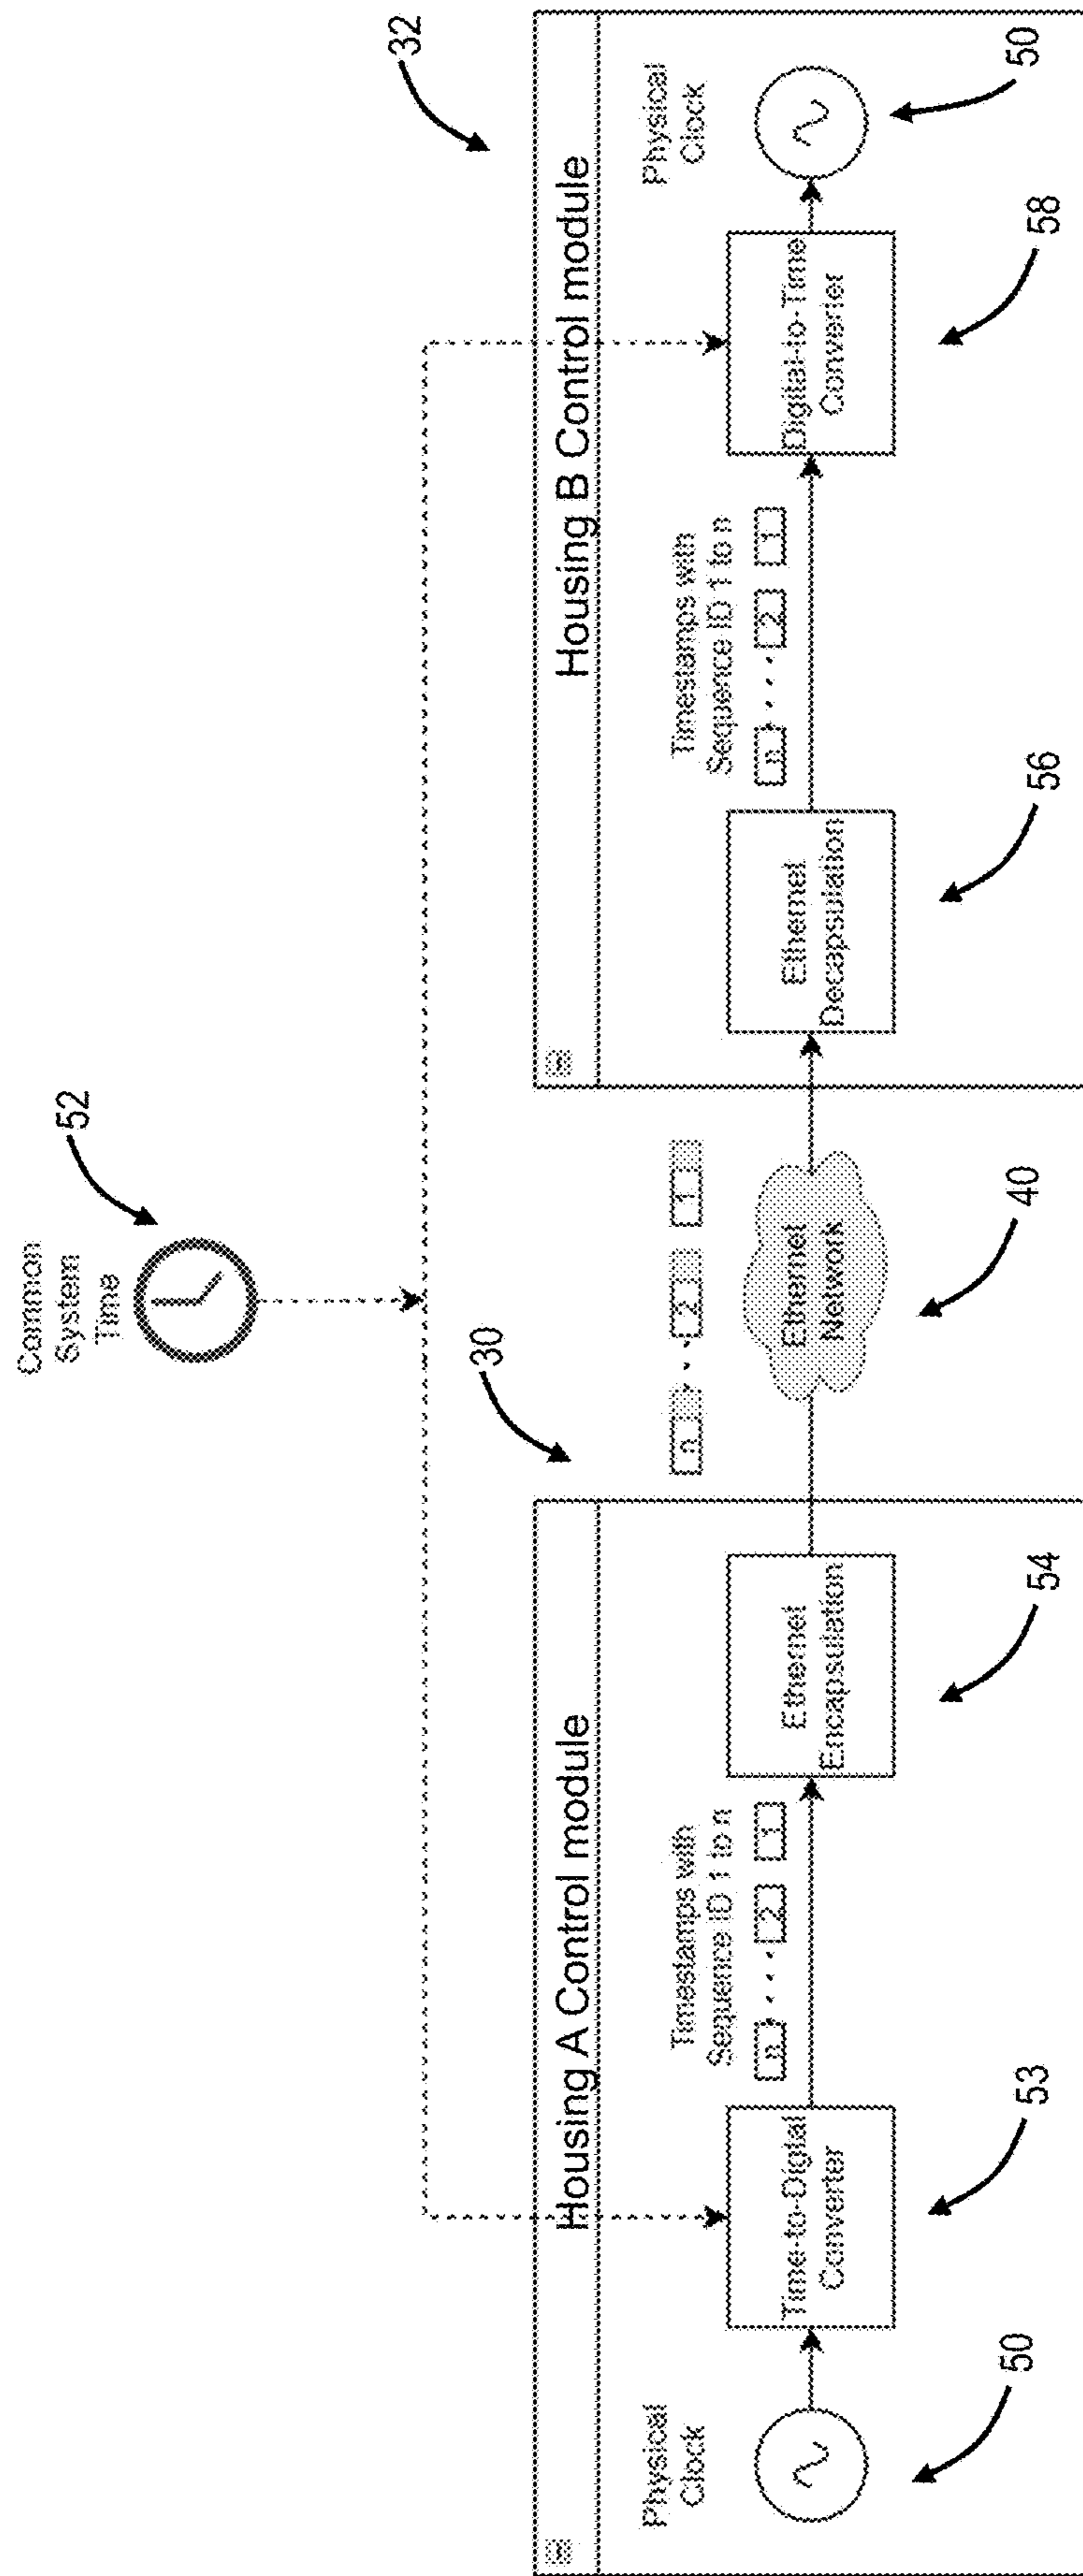 Common
System
Time
52
32
30
Housing A Control module
Physical
Clock
50
Time-to-Digital
Converter
53
Timestamps with
Sequence ID 1 to n
n 2 1
Ethernet
Encapsulation
54
n 2 1
Ethernet
Network
40
Housing B Control module
Ethernet
Decapsulation
56
Timestamps with
Sequence ID 1 to n
n 2 1
Digital-to-Time
Converter
58
Physical
Clock
50